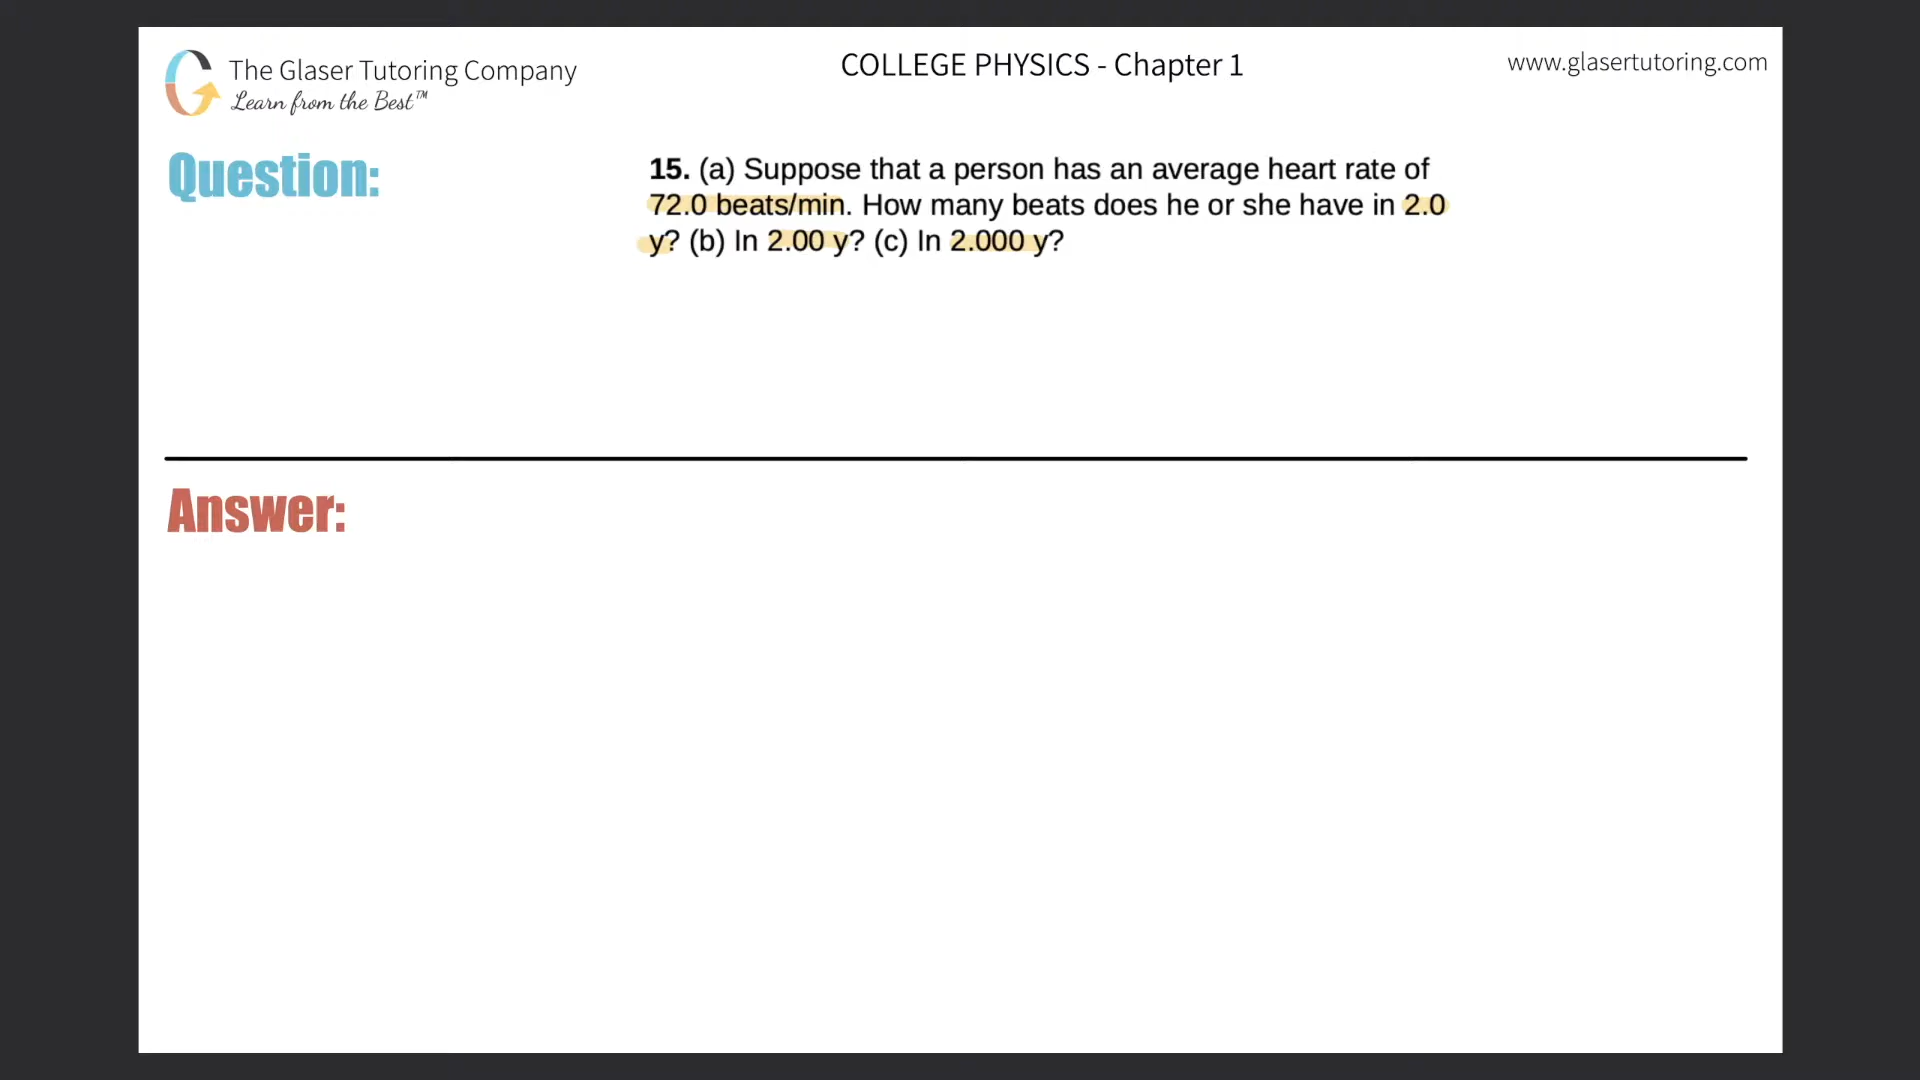 The Glaser Tutoring Company
Learn from the Best™
COLLEGE PHYSICS - Chapter 1
www.glasertutoring.com
Question:
15. (a) Suppose that a person has an average heart rate of
72.0 beats/min. How many beats does he or she have in 2.0
y? (b) In 2.00 y? (c) In 2.000 y?
Answer: